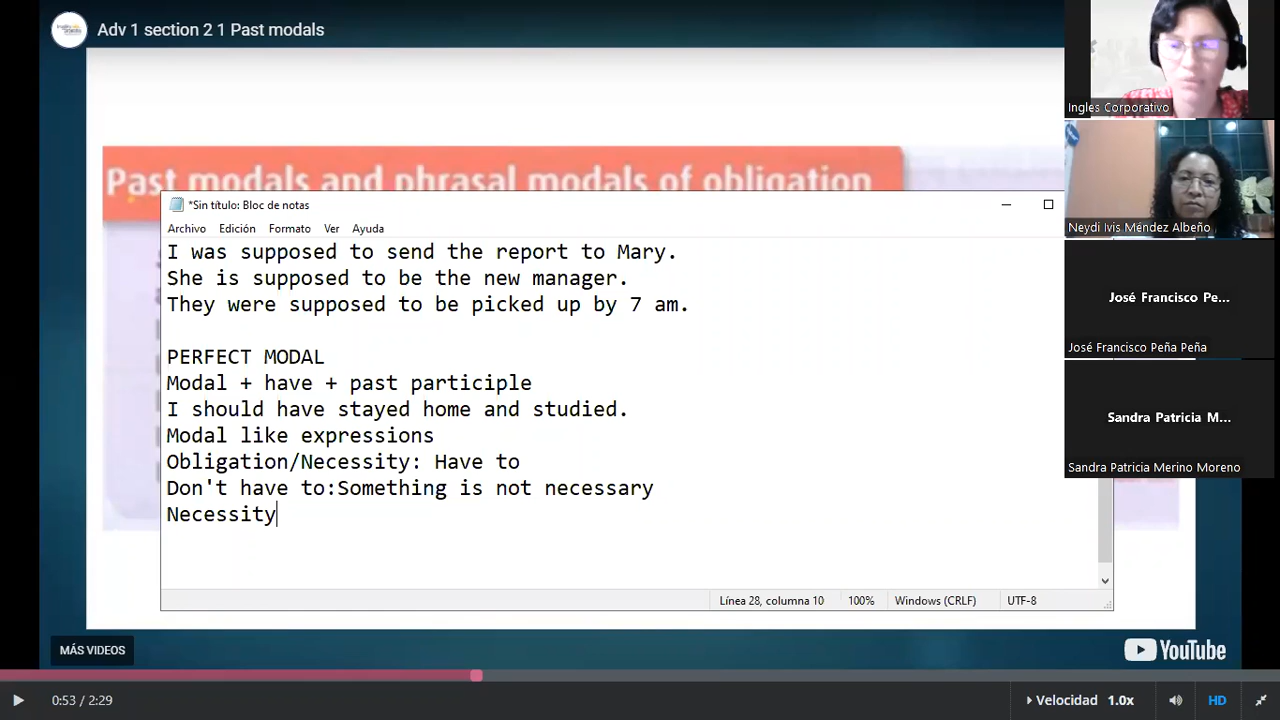 Adv 1 section 2 1 Past modals
Past modals and phrasal modals of obligation
*Sin título: Bloc de notas
Archivo Edición Formato Ver Ayuda
I was supposed to send the report to Mary.
She is supposed to be the new manager.
They were supposed to be picked up by 7 am.
PERFECT MODAL
Modal + have + past participle
I should have stayed home and studied.
Modal like expressions
Obligation/Necessity: Have to
Don't have to:Something is not necessary
Necessity
Línea 28, columna 10 100% Windows (CRLF) UTF-8
MÁS VIDEOS
YouTube
0:53 / 2:29
Velocidad 1.0x
HD
Ingles Corporativo
Neydi Ivis Méndez Albeño
José Francisco Pe...
José Francisco Peña Peña
Sandra Patricia M...
Sandra Patricia Merino Moreno